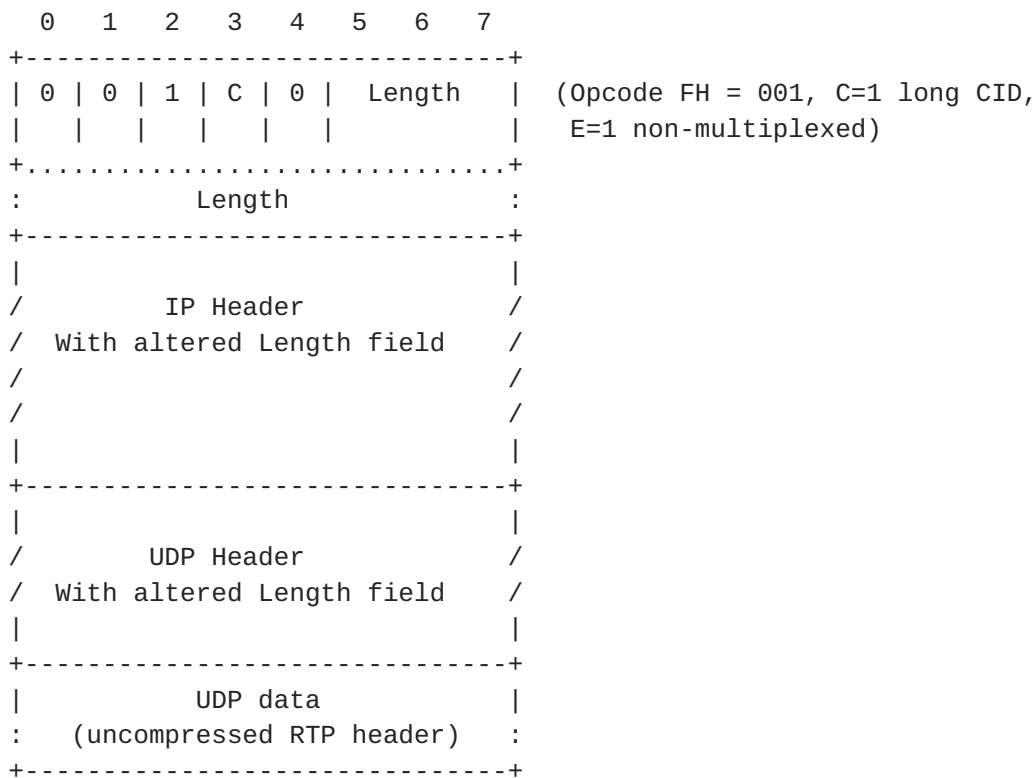 0 1 2 3 4 5 6 7
+-------------------------------+
| 0 | 0 | 1 | C | 0 | Length | (Opcode FH = 001, C=1 long CID,
| | | | | | | E=1 non-multiplexed)
+...............................+
: Length :
+-------------------------------+
| |
/ IP Header /
/ With altered Length field /
/ /
/ /
| |
+-------------------------------+
| |
/ UDP Header /
/ With altered Length field /
| |
+-------------------------------+
| UDP data |
: (uncompressed RTP header) :
+-------------------------------+